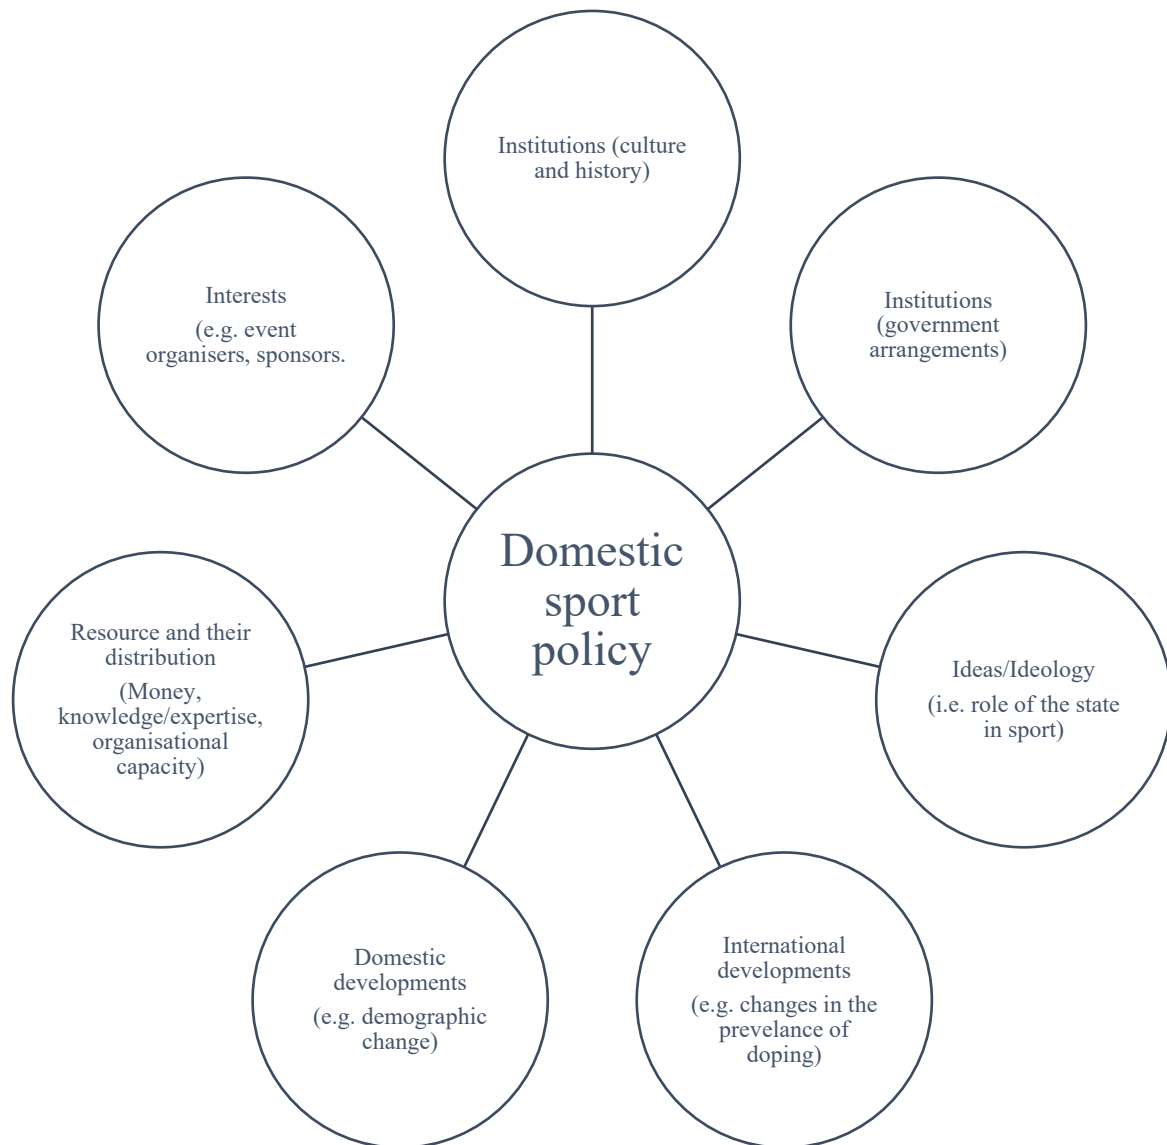 Institutions (culture
and history)
Institutions
(government
arrangements)
Ideas/Ideology
(i.e. role of the state
in sport)
International
developments
(e.g. changes in the
prevelance of
doping)
Domestic
developments
(e.g. demographic
change)
Resource and their
distribution
(Money,
knowledge/expertise,
organisational
capacity)
Interests
(e.g. event
organisers, sponsors.
Domestic
sport
policy